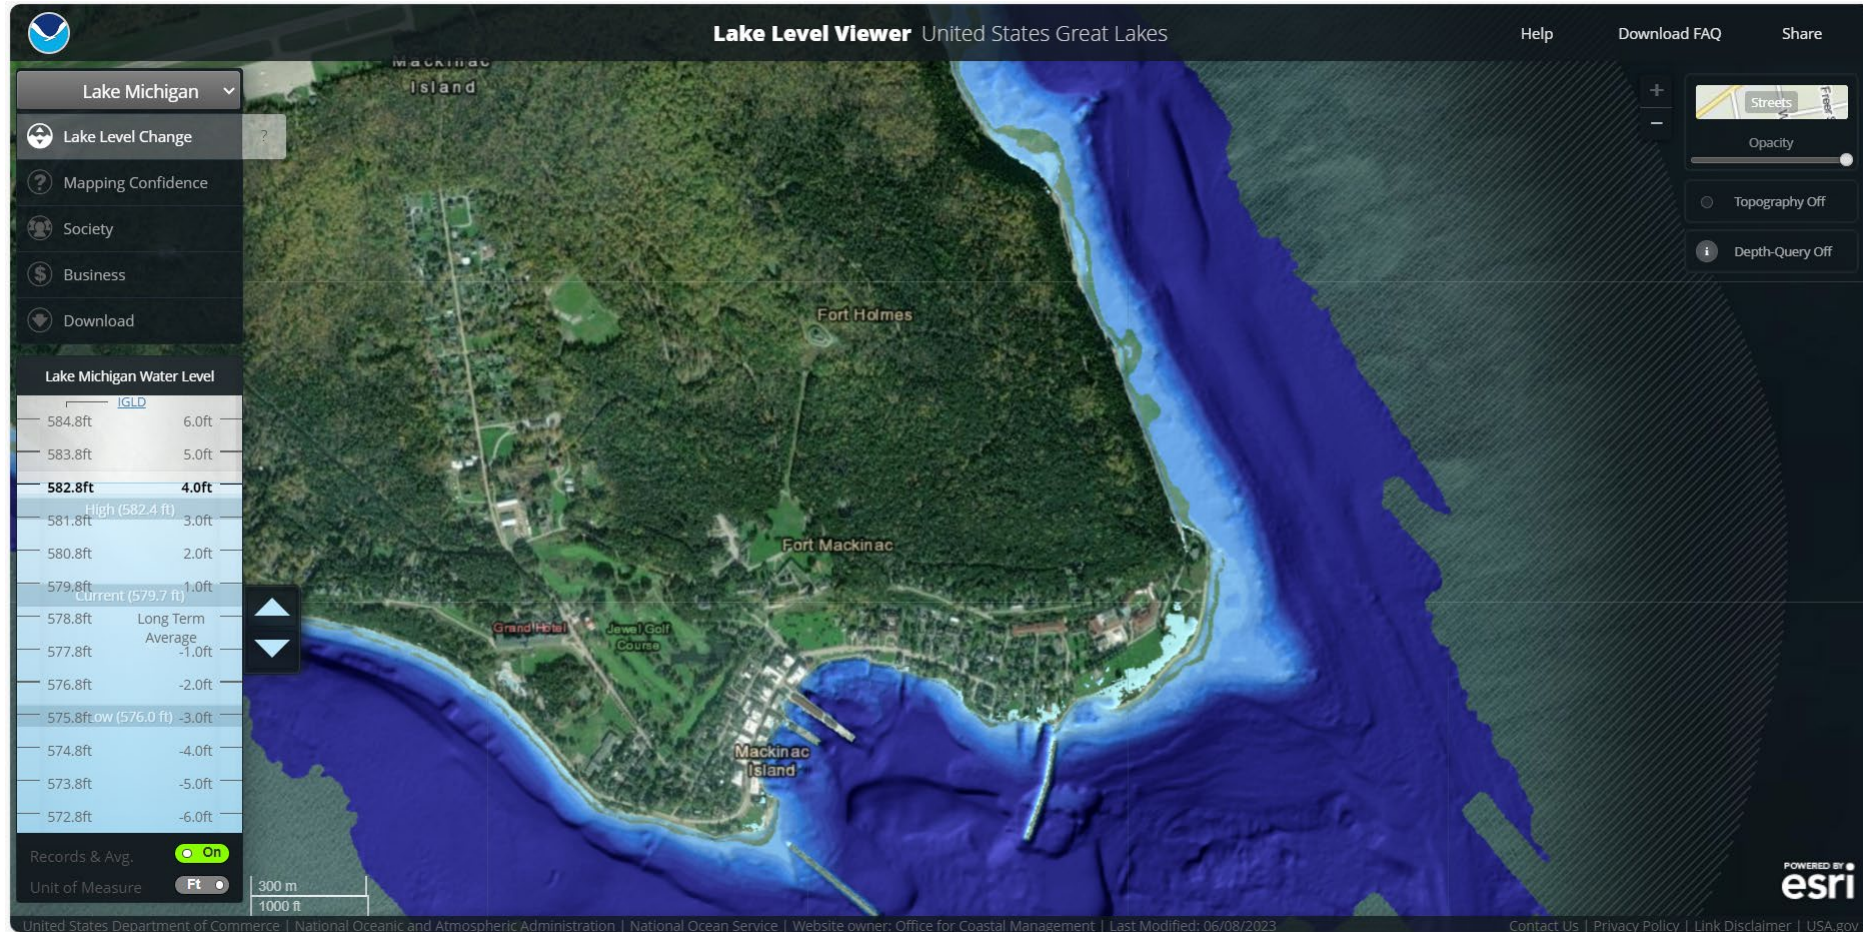 Lake Level Viewer United States Great Lakes
Help
Download FAQ
Share
Lake Michigan
Lake Level Change
?
Mapping Confidence
Society
Business
Download
Lake Michigan Water Level
IGLD
584.8ft 6.0ft
583.8ft 5.0ft
582.8ft 4.0ft
High (582.4 ft)
581.8ft 3.0ft
580.8ft 2.0ft
579.8ft 1.0ft
Current (579.7 ft)
578.8ft Long Term
Average
577.8ft -1.0ft
576.8ft -2.0ft
575.8ft Low (576.0 ft) -3.0ft
574.8ft -4.0ft
573.8ft -5.0ft
572.8ft -6.0ft
Records & Avg. On
Unit of Measure Ft
Mackinac
Island
Fort Holmes
Fort Mackinac
Grand Hotel
Jewel Golf
Course
Mackinac
Island
300 m
1000 ft
Streets
Opacity
Topography Off
Depth-Query Off
POWERED BY
esri
United States Department of Commerce | National Oceanic and Atmospheric Administration | National Ocean Service | Website owner: Office for Coastal Management | Last Modified: 06/08/2023
Contact Us | Privacy Policy | Link Disclaimer | USA.gov